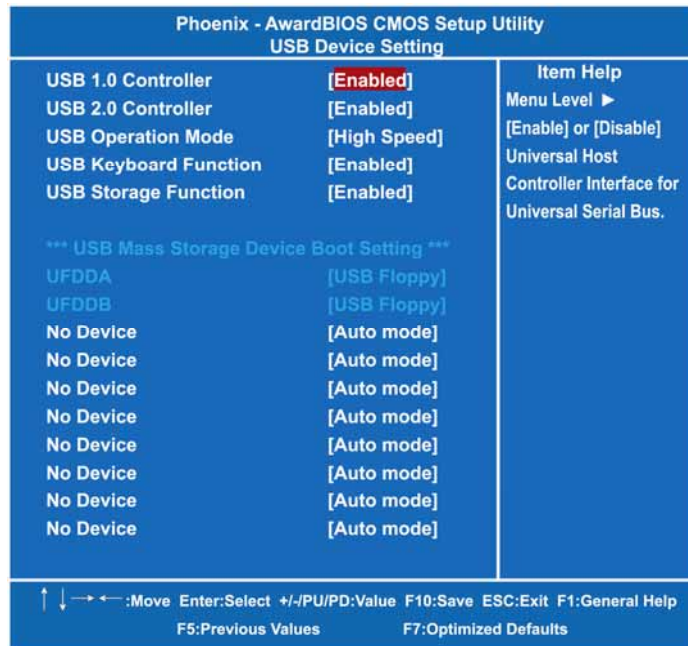 Phoenix - AwardBIOS CMOS Setup Utility
USB Device Setting
USB 1.0 Controller [Enabled]
USB 2.0 Controller [Enabled]
USB Operation Mode [High Speed]
USB Keyboard Function [Enabled]
USB Storage Function [Enabled]
*** USB Mass Storage Device Boot Setting ***
UFDDA [USB Floppy]
UFDDB [USB Floppy]
No Device [Auto mode]
No Device [Auto mode]
No Device [Auto mode]
No Device [Auto mode]
No Device [Auto mode]
No Device [Auto mode]
No Device [Auto mode]
No Device [Auto mode]
Item Help
Menu Level ►
[Enable] or [Disable]
Universal Host
Controller Interface for
Universal Serial Bus.
↑ ↓ → ← :Move Enter:Select +/-/PU/PD:Value F10:Save ESC:Exit F1:General Help
F5:Previous Values F7:Optimized Defaults